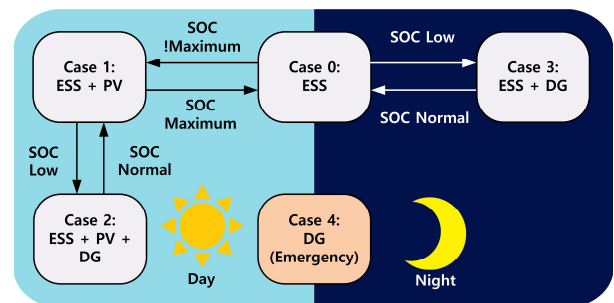 SOC
!Maximum
Case 1:
ESS + PV
Case 0:
ESS
SOC Low
Case 3:
ESS + DG
SOC
Maximum
SOC Normal
SOC
Low
SOC
Normal
Case 2:
ESS + PV +
DG
Day
Case 4:
DG
(Emergency)
Night